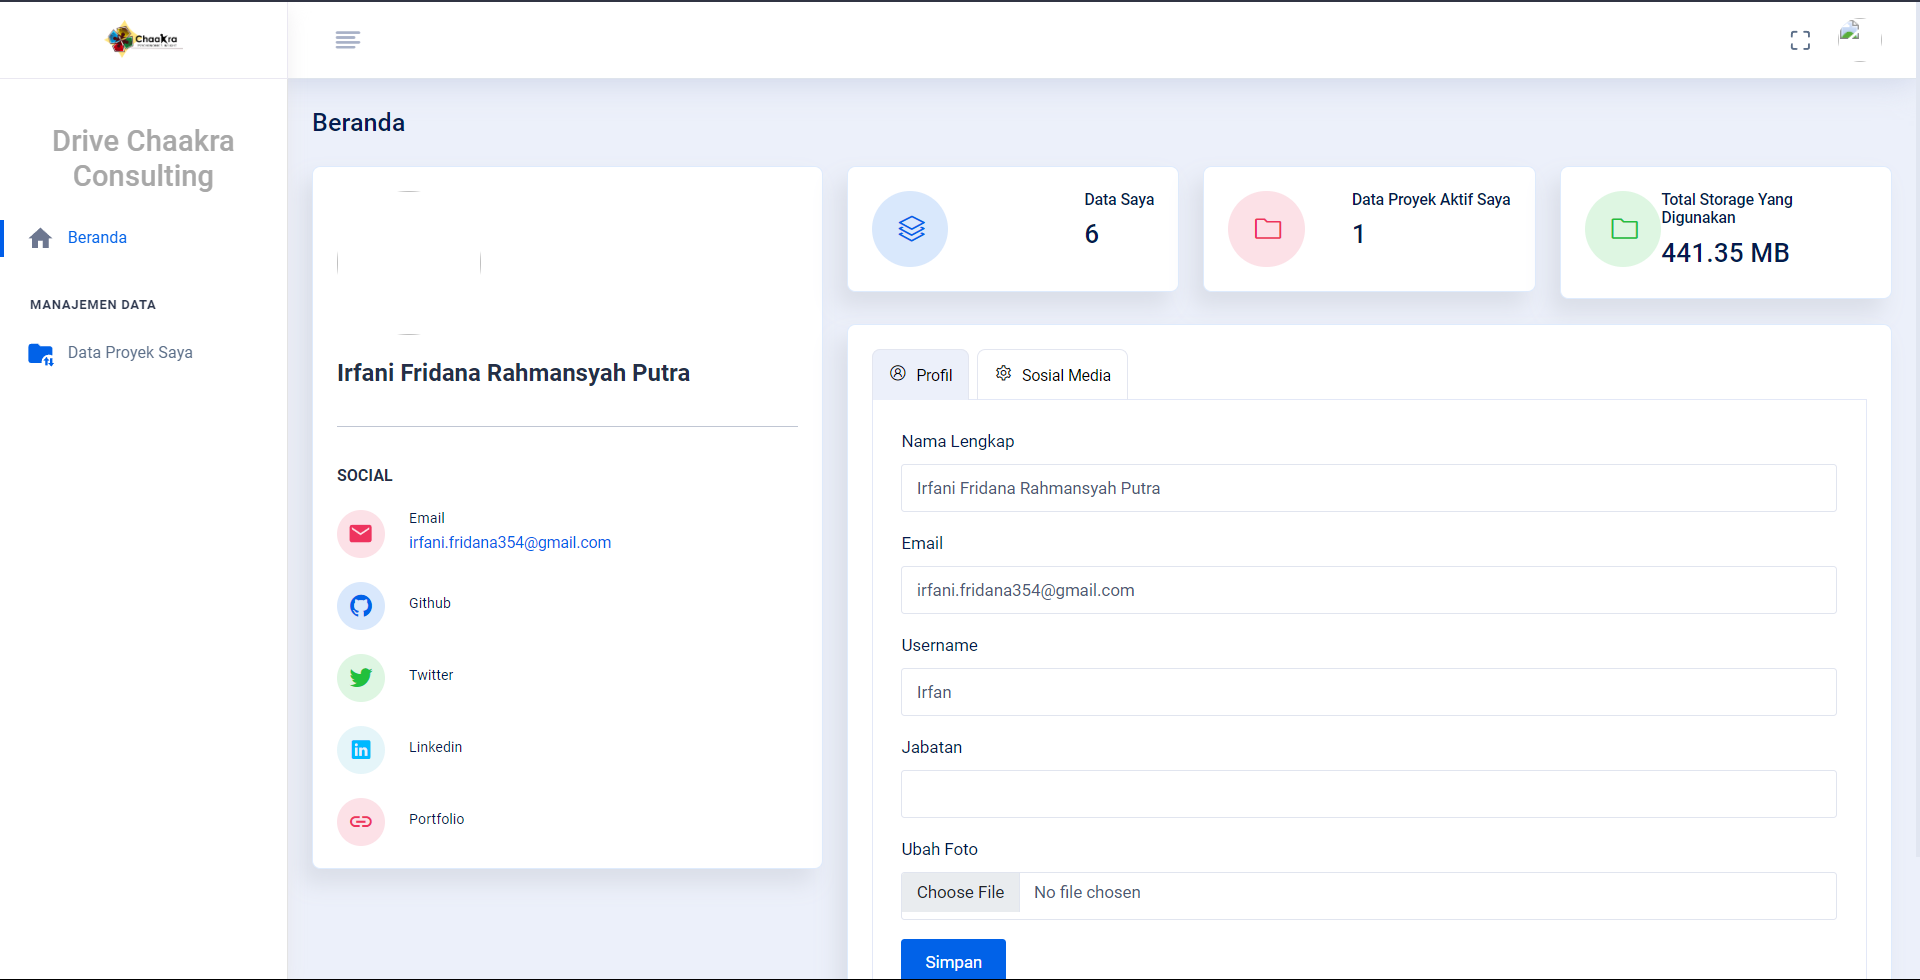 Chaakra
Drive Chaakra
Consulting
Beranda
MANAJEMEN DATA
Data Proyek Saya
Beranda
Irfani Fridana Rahmansyah Putra
SOCIAL
Email
irfani.fridana354@gmail.com
Github
Twitter
Linkedin
Portfolio
Data Saya
6
Data Proyek Aktif Saya
1
Total Storage Yang
Digunakan
441.35 MB
Profil
Sosial Media
Nama Lengkap
Irfani Fridana Rahmansyah Putra
Email
irfani.fridana354@gmail.com
Username
Irfan
Jabatan
Ubah Foto
Choose File No file chosen
Simpan